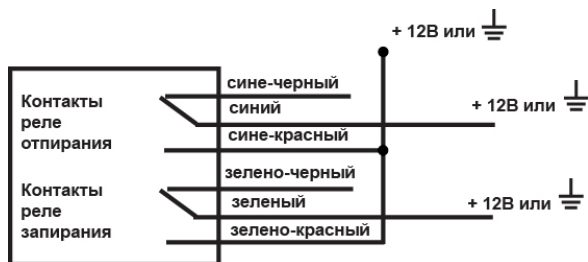 + 12В или
сине-черный
Контакты
реле
отпирания
синий
+ 12В или
сине-красный
зелено-черный
Контакты
реле
запирания
зеленый
+ 12В или
зелено-красный